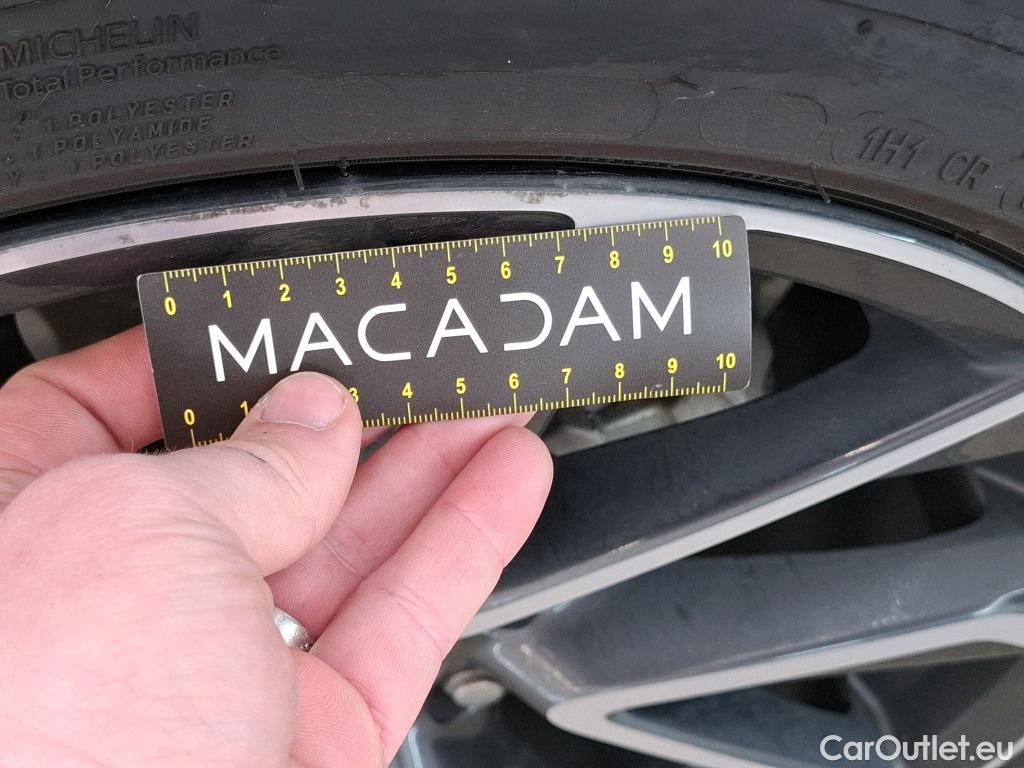 MICHELIN
Total Performance
1 POLYESTER
1 POLYAMIDE
POLYESTER
1H1 CR
0 1 2 3 4 5 6 7 8 9 10
MACADAM
0 1 3 4 5 6 7 8 9 10
CarOutlet.eu